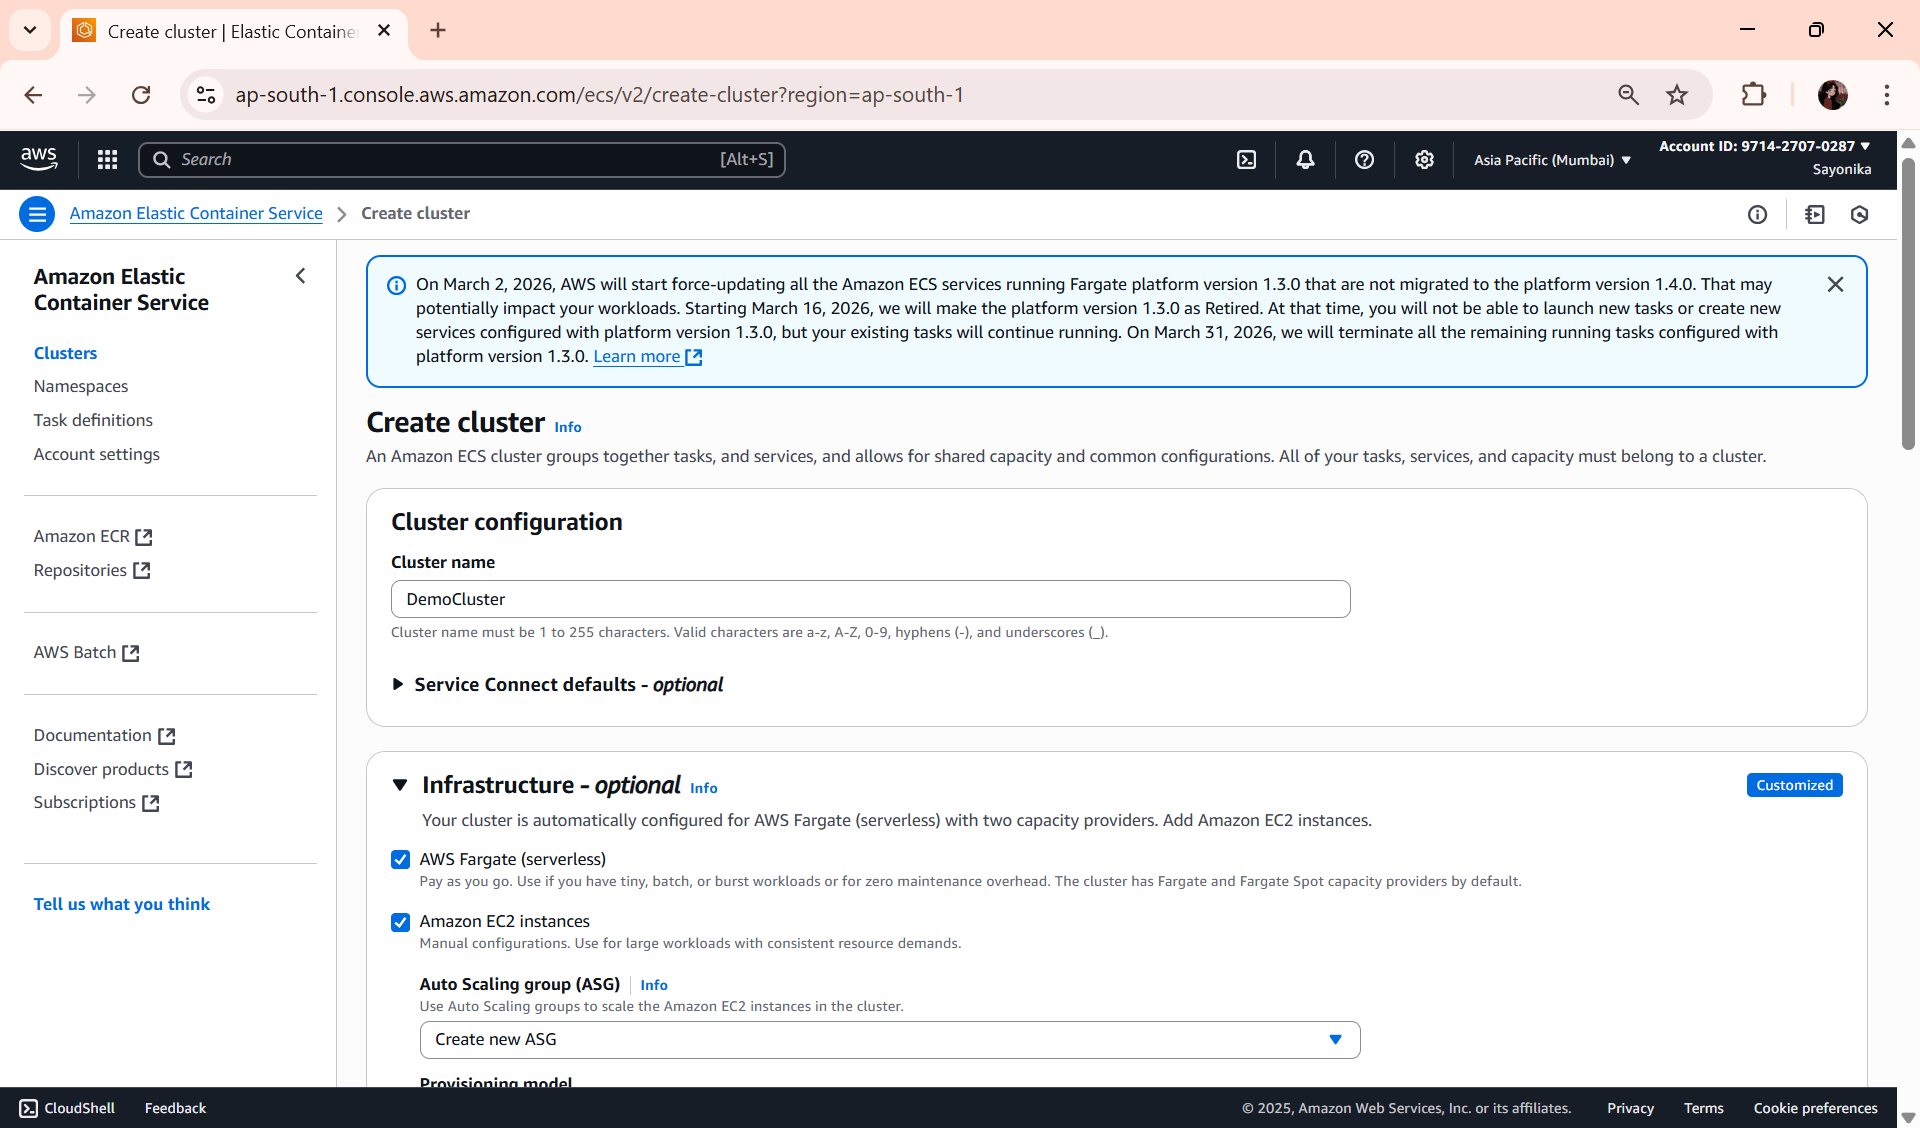 Create cluster | Elastic Containe
ap-south-1.console.aws.amazon.com/ecs/v2/create-cluster?region=ap-south-1
aws
Search
[Alt+S]
Asia Pacific (Mumbai)
Account ID: 9714-2707-0287
Sayonika
Amazon Elastic Container Service
Create cluster
Amazon Elastic
Container Service
Clusters
Namespaces
Task definitions
Account settings
Amazon ECR
Repositories
AWS Batch
Documentation
Discover products
Subscriptions
Tell us what you think
On March 2, 2026, AWS will start force-updating all the Amazon ECS services running Fargate platform version 1.3.0 that are not migrated to the platform version 1.4.0. That may
potentially impact your workloads. Starting March 16, 2026, we will make the platform version 1.3.0 as Retired. At that time, you will not be able to launch new tasks or create new
services configured with platform version 1.3.0, but your existing tasks will continue running. On March 31, 2026, we will terminate all the remaining running tasks configured with
platform version 1.3.0. Learn more
Create cluster Info
An Amazon ECS cluster groups together tasks, and services, and allows for shared capacity and common configurations. All of your tasks, services, and capacity must belong to a cluster.
Cluster configuration
Cluster name
DemoCluster
Cluster name must be 1 to 255 characters. Valid characters are a-z, A-Z, 0-9, hyphens (-), and underscores (_).
Service Connect defaults - optional
Infrastructure - optional Info
Customized
Your cluster is automatically configured for AWS Fargate (serverless) with two capacity providers. Add Amazon EC2 instances.
AWS Fargate (serverless)
Pay as you go. Use if you have tiny, batch, or burst workloads or for zero maintenance overhead. The cluster has Fargate and Fargate Spot capacity providers by default.
Amazon EC2 instances
Manual configurations. Use for large workloads with consistent resource demands.
Auto Scaling group (ASG) Info
Use Auto Scaling groups to scale the Amazon EC2 instances in the cluster.
Create new ASG
Provisioning model
CloudShell
Feedback
© 2025, Amazon Web Services, Inc. or its affiliates.
Privacy
Terms
Cookie preferences